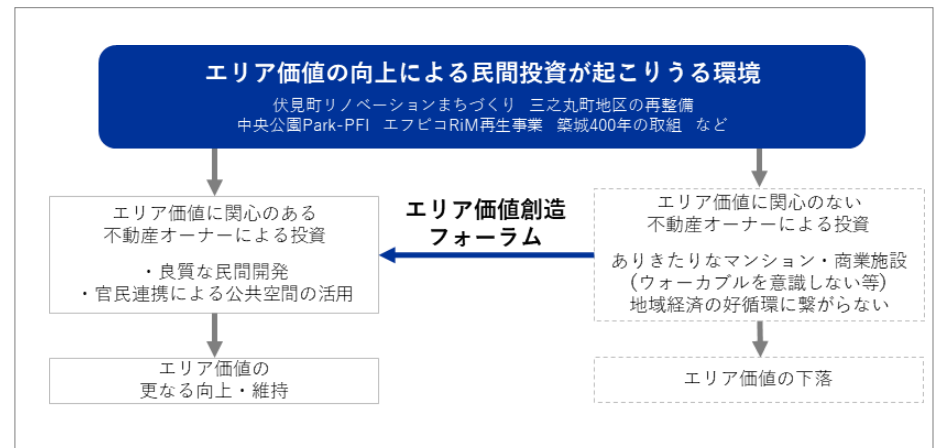 エリア価値の向上による民間投資が起こりうる環境
伏見町リノベーションまちづくり 三之丸町地区の再整備
中央公園Park-PFI エフピコRiM再生事業 築城400年の取組 など
エリア価値に関心のある
不動産オーナーによる投資
・良質な民間開発
・官民連携による公共空間の活用
エリア価値創造
フォーラム
エリア価値に関心のない
不動産オーナーによる投資
ありきたりなマンション・商業施設
(ウォーカブルを意識しない等)
地域経済の好循環に繋がらない
エリア価値の
更なる向上・維持
エリア価値の下落